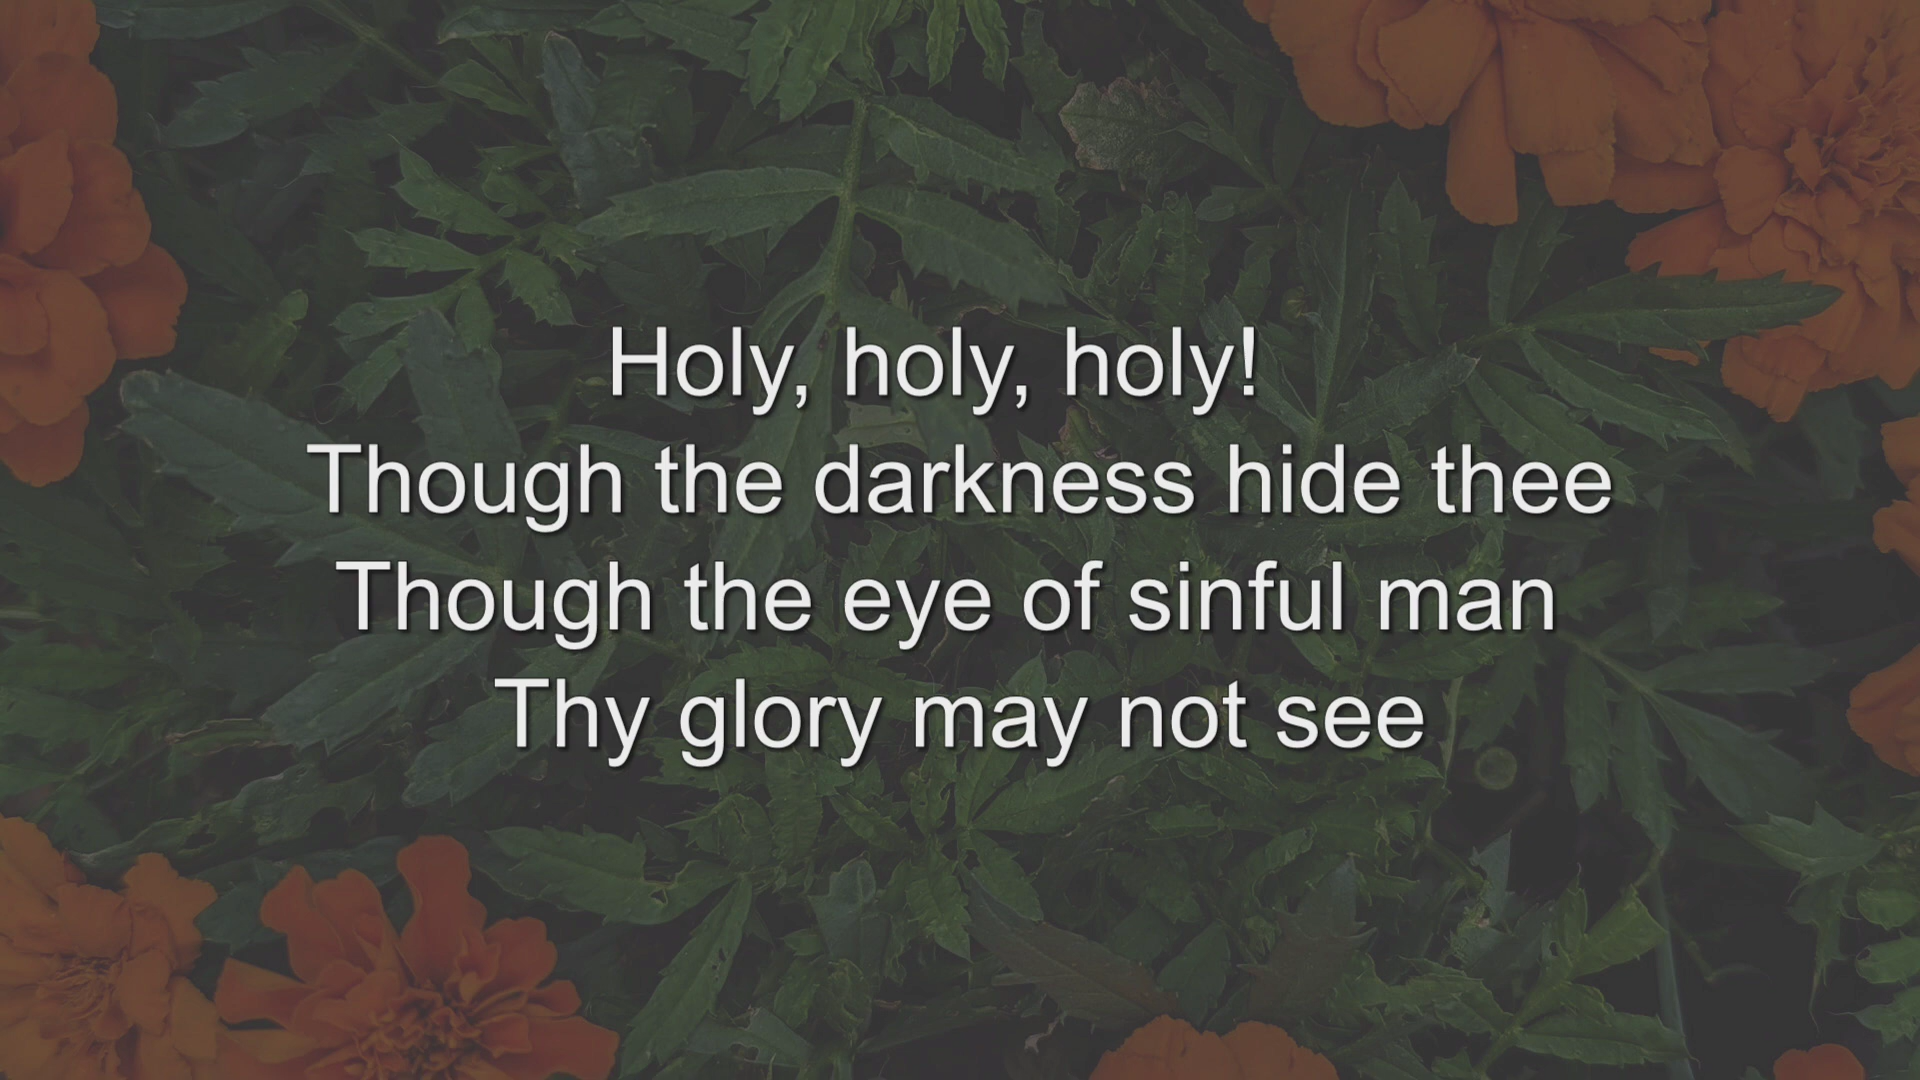 Holy, holy, holy!
Though the darkness hide thee
Though the eye of sinful man
Thy glory may not see